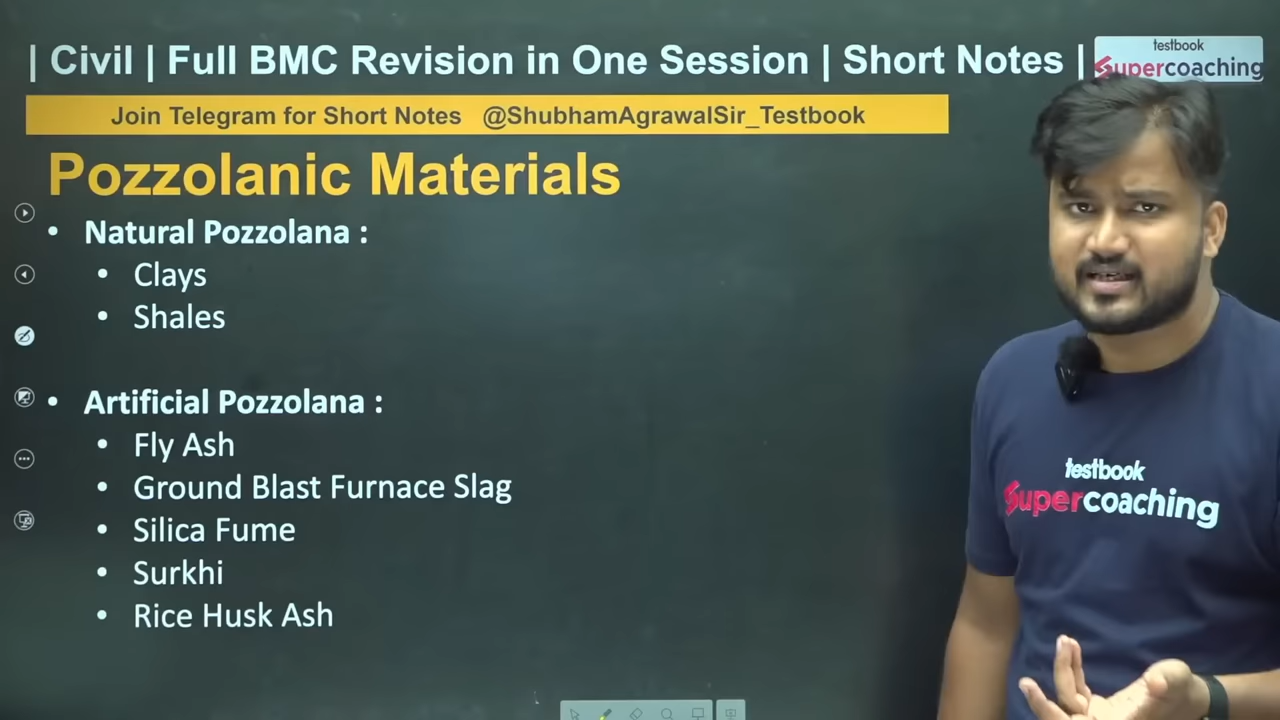 | Civil | Full BMC Revision in One Session | Short Notes |
testbook
Supercoaching
Join Telegram for Short Notes @ShubhamAgrawalSir_Testbook
Pozzolanic Materials
• Natural Pozzolana :
• Clays
• Shales
• Artificial Pozzolana :
• Fly Ash
• Ground Blast Furnace Slag
• Silica Fume
• Surkhi
• Rice Husk Ash
testbook
Supercoaching